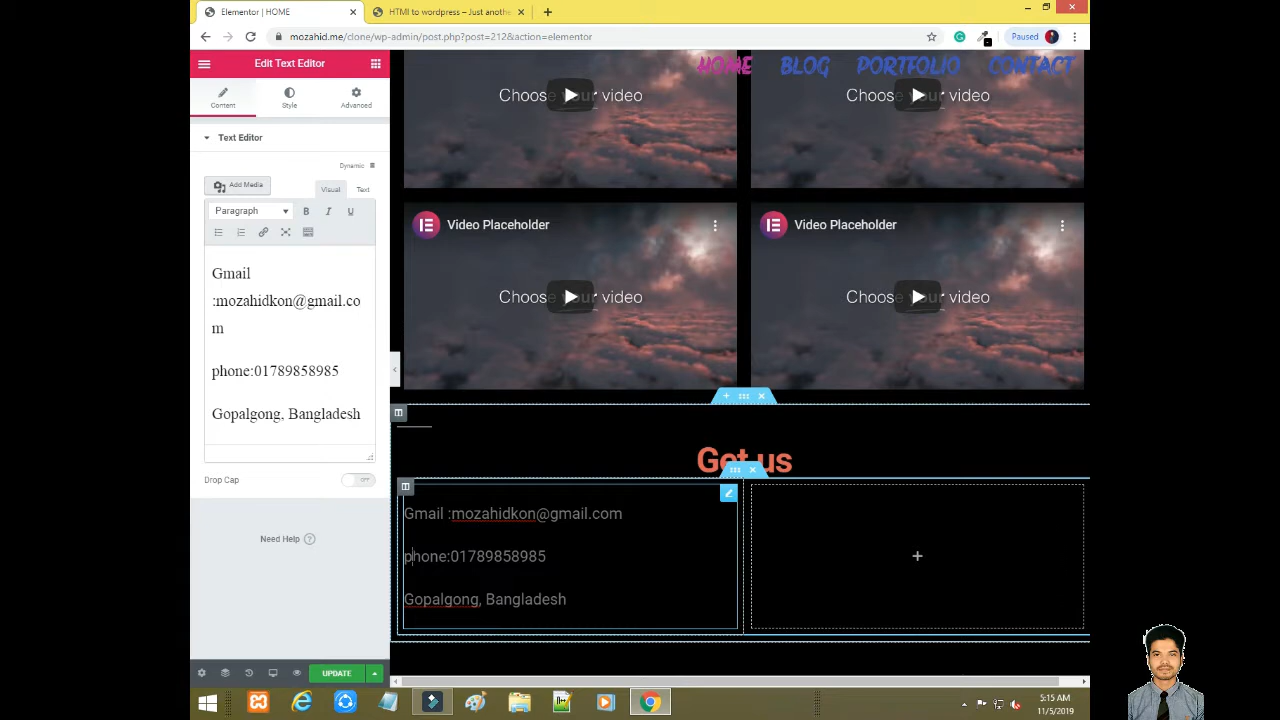 Elementor | HOME
HTMl to wordpress – Just anothe
mozahid.me/clone/wp-admin/post.php?post=212&action=elementor
Paused
Edit Text Editor
Content
Style
Advanced
Text Editor
Dynamic
Add Media
Visual
Text
Paragraph
B I U
Gmail
:mozahidkon@gmail.co
m
phone:01789858985
Gopalgong, Bangladesh
Drop Cap
OFF
Need Help ?
UPDATE
HOME BLOG PORTFOLIO CONTACT
Choose your video
Choose your video
Video Placeholder
Video Placeholder
Choose your video
Choose your video
Get us
Gmail :mozahidkon@gmail.com
phone:01789858985
Gopalgong, Bangladesh
5:15 AM
11/5/2019